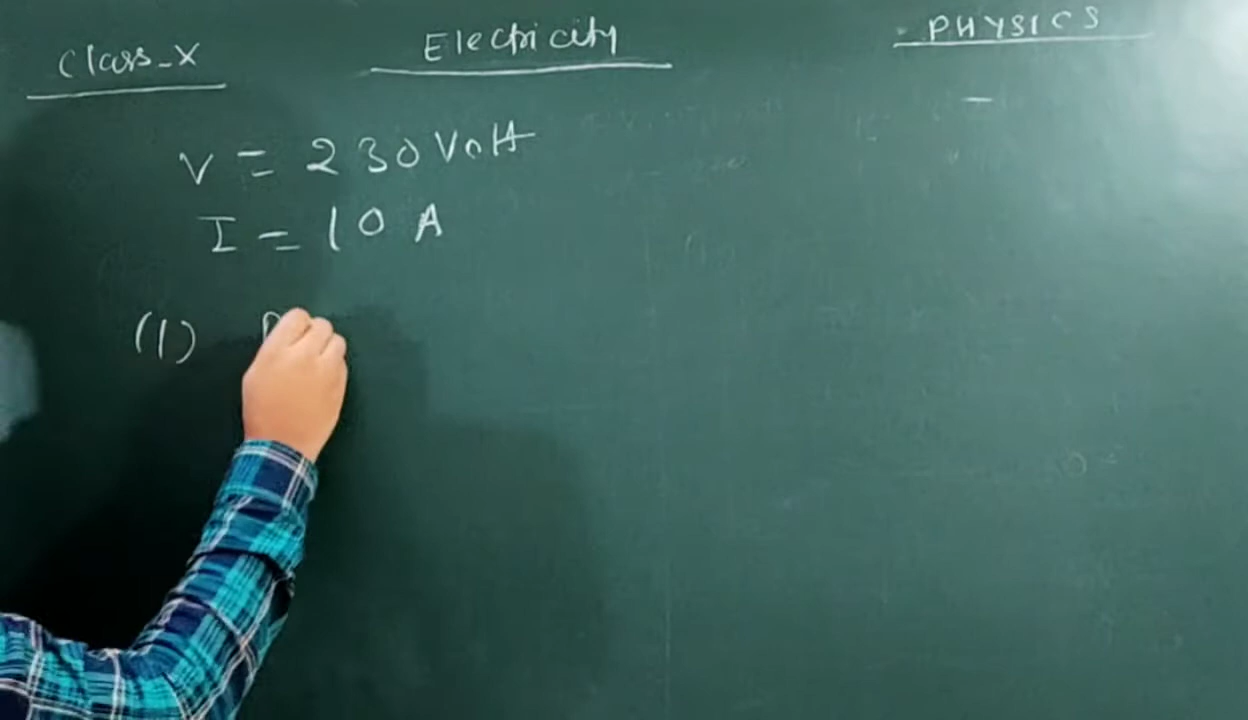 Class-X
Electricity
PHYSICS
V = 230 Volt
I = 10 A
(1)